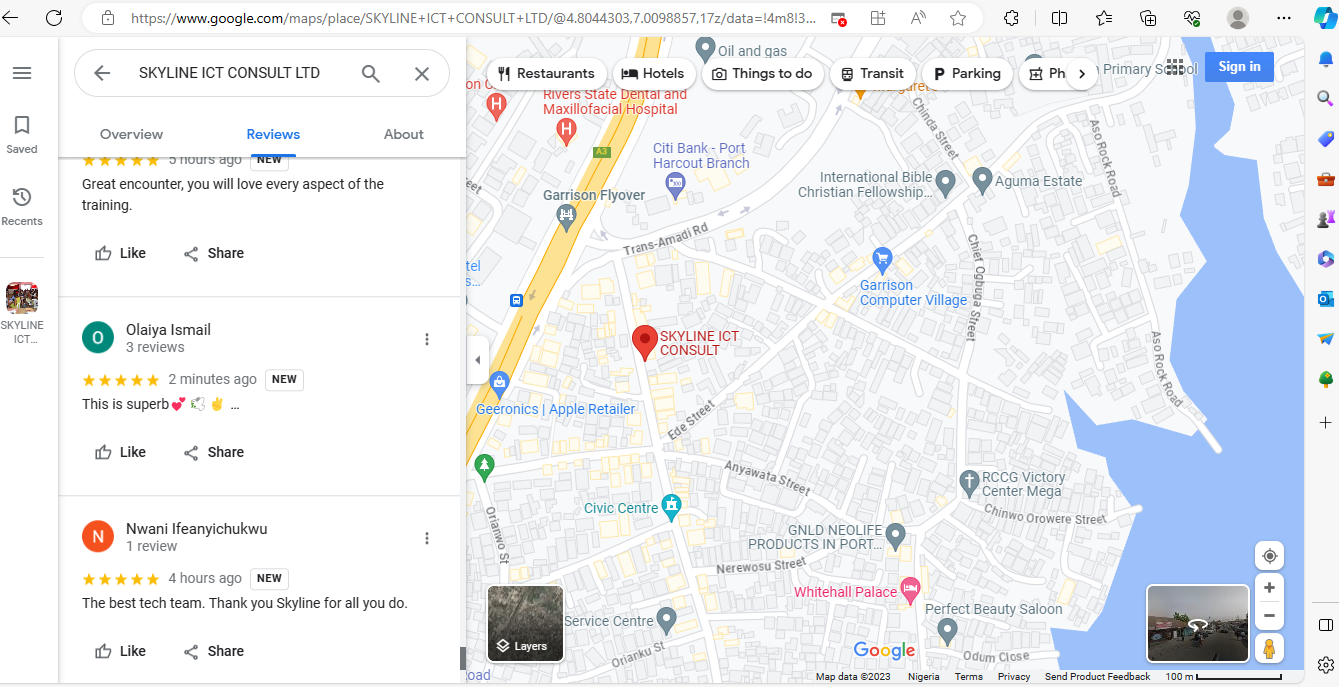 https://www.google.com/maps/place/SKYLINE+ICT+CONSULT+LTD/@4.8044303,7.0098857,17z/data=!4m8!3...
SKYLINE ICT CONSULT LTD
Overview
Reviews
About
Saved
Recents
SKYLINE
ICT...
5 hours ago NEW
Great encounter, you will love every aspect of the
training.
Like
Share
Olaiya Ismail
3 reviews
2 minutes ago NEW
This is superb💕 🕊 ✌ ...
Like
Share
N
Nwani Ifeanyichukwu
1 review
4 hours ago NEW
The best tech team. Thank you Skyline for all you do.
Like
Share
Restaurants
Hotels
Things to do
Transit
Parking
Ph
Sign in
Oil and gas
Primary School
Rivers State Dental and
Maxillofacial Hospital
A3
Citi Bank - Port
Harcout Branch
Chinda Street
Aso Rock Road
International Bible
Christian Fellowship...
Aguma Estate
Garrison Flyover
Trans-Amadi Rd
Chief Ogbuga Street
tel
s...
Garrison
Computer Village
SKYLINE ICT
CONSULT
Aso Rock Road
Geeronics | Apple Retailer
Ede Street
Anyawata Street
RCCG Victory
Center Mega
Civic Centre
Orianwo St
Chinwo Orowere Street
GNLD NEOLIFE
PRODUCTS IN PORT...
Nerewosu Street
Whitehall Palace
Service Centre
Perfect Beauty Saloon
Layers
Orianku St
Google
Odum Close
oad
Map data ©2023
Nigeria
Terms
Privacy
Send Product Feedback
100 m